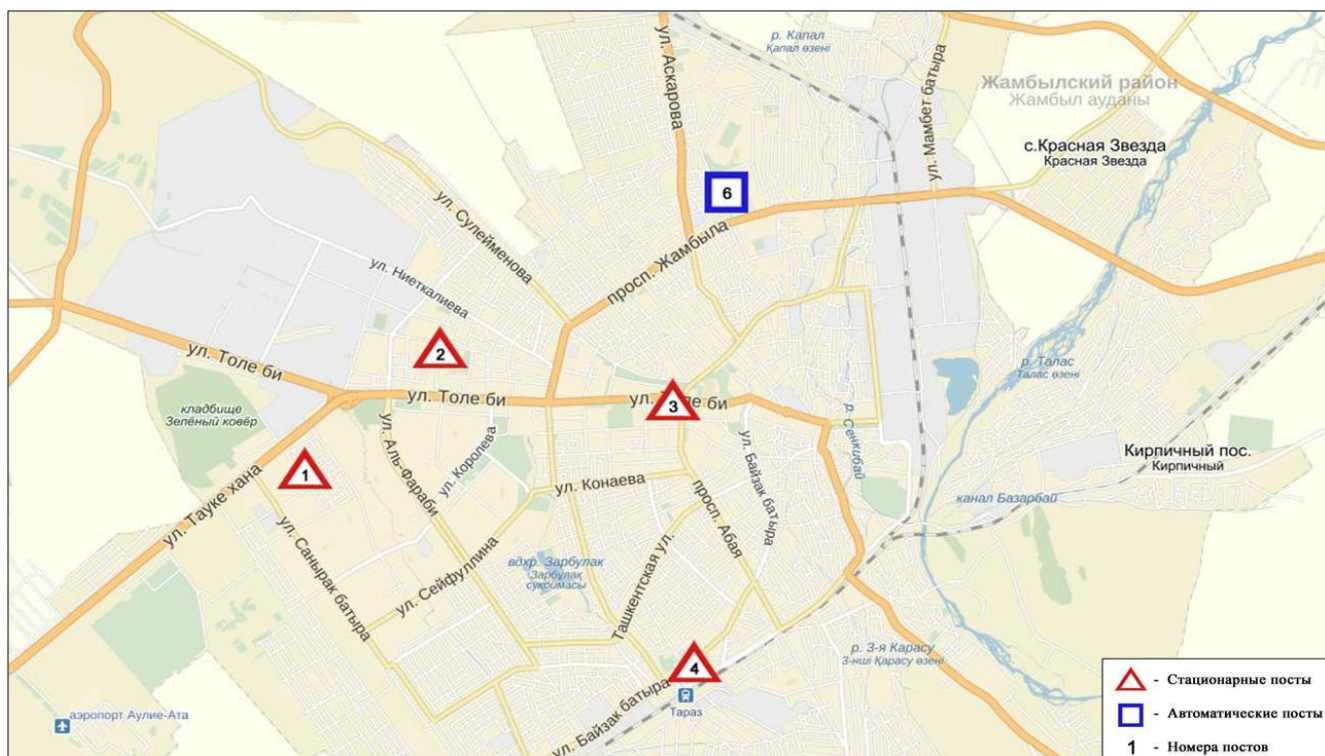 р. Капал
Қапал өзені
ул. Аскарова
ул. Мамбет батыра
Жамбылский район
Жамбыл ауданы
с.Красная Звезда
Красная Звезда
6
ул. Сулейменова
просп. Жамбыла
ул. Ниеткалиева
2
ул. Толе би
ул. Толе би
ул. Толе би
3
р. Талас
Талас өзені
кладбище
Зелёный ковёр
ул. Аль-Фараби
ул. Королева
ул. Байзак батыра
р. Сенкибай
Кирпичный пос.
Кирпичный
1
ул. Тауке хана
ул. Конаева
просп. Абая
канал Базарбай
ул. Санырак батыра
ул. Сейфуллина
вдхр. Зарбулак
Зарбулақ
суқоймасы
Ташкентская ул.
4
р. 3-я Карасу
3-нші Қарасу өзені
ул. Байзак батыра
Тараз
аэропорт Аулие-Ата
- Стационарные посты
- Автоматические посты
1 - Номера постов